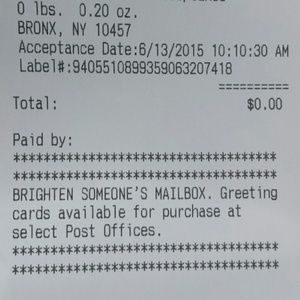 0 lbs. 0.20 oz.
BRONX, NY 10457
Acceptance Date:6/13/2015 10:10:30 AM
Label#:9405510899359063207418
==========
Total: $0.00
Paid by:
************************************
************************************
BRIGHTEN SOMEONE'S MAILBOX. Greeting
cards available for purchase at
select Post Offices.
************************************
************************************